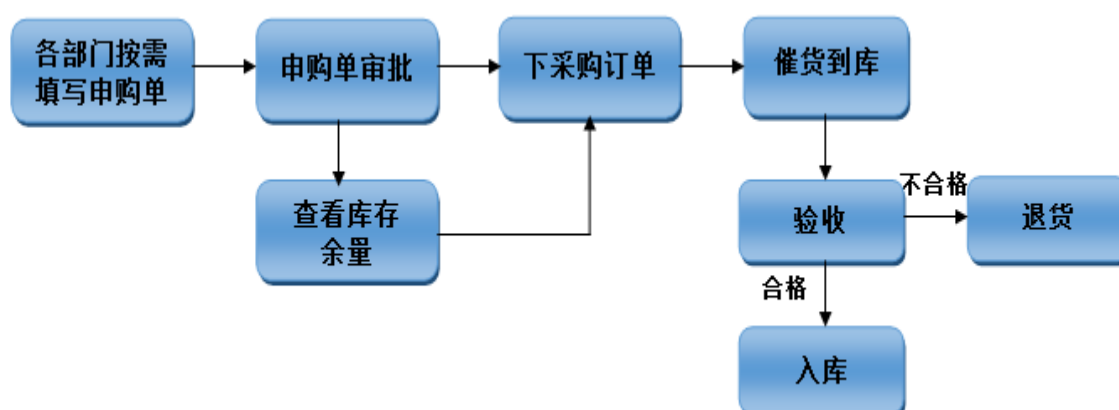 各部门按需
填写申购单
申购单审批
下采购订单
催货到库
查看库存
余量
验收
不合格
退货
合格
入库